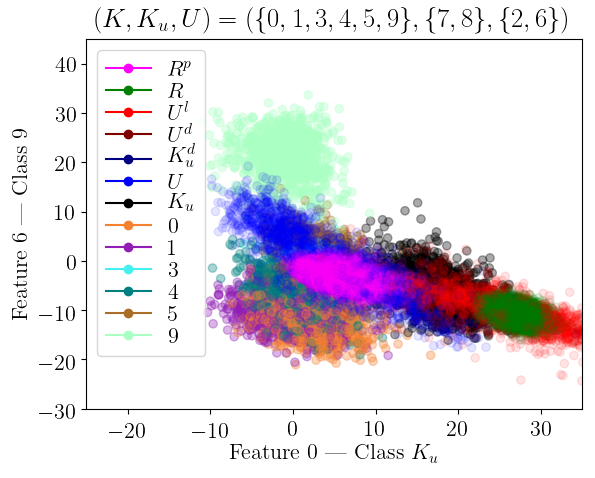 (K, K_u, U) = ({0, 1, 3, 4, 5, 9}, {7, 8}, {2, 6})
40
30
20
10
0
−10
−20
−30
Feature 6 — Class 9
R^p
R
U^l
U^d
K_u^d
U
K_u
0
1
3
4
5
9
−20
−10
0
10
20
30
Feature 0 — Class K_u